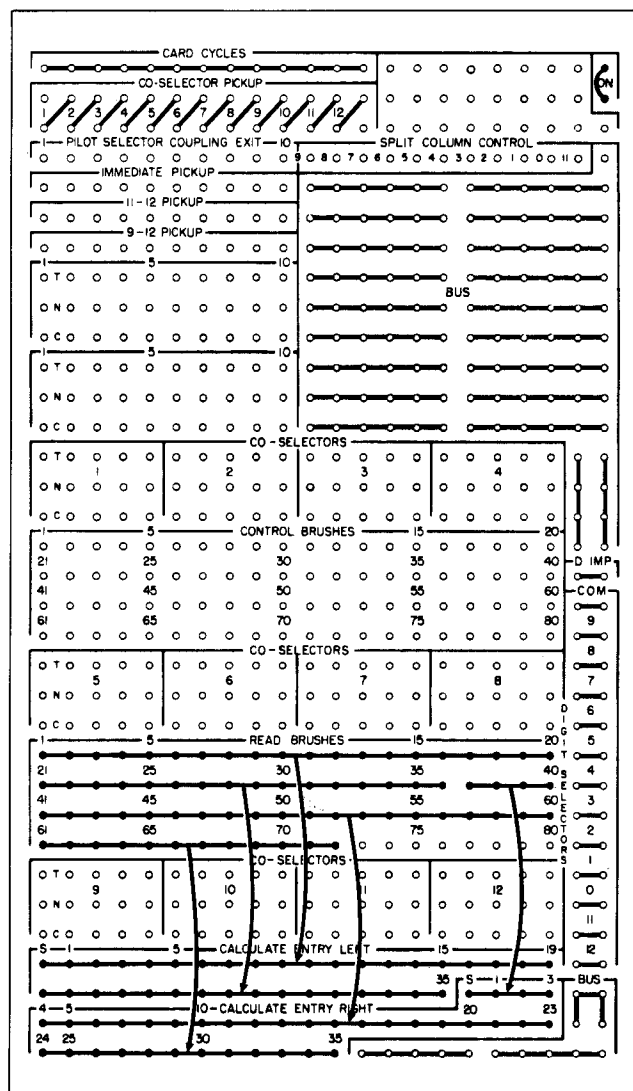 CARD CYCLES
CO-SELECTOR PICKUP
ON
1 2 3 4 5 6 7 8 9 10 11 12
1 PILOT SELECTOR COUPLING EXIT 10
SPLIT COLUMN CONTROL
9 8 7 6 5 4 3 2 1 0 11
IMMEDIATE PICKUP
11-12 PICKUP
9-12 PICKUP
1 5 10
T
BUS
N
C
1 5 10
T
N
C
CO-SELECTORS
T
1 2 3 4
N
C
1 5 CONTROL BRUSHES 15 20
21 25 30 35 40 D IMP
41 45 50 55 60 COM
61 65 70 75 80 9
CO-SELECTORS 8
T
5 6 7 8 7
N
6
C
DIGIT SELECTORS
1 5 READ BRUSHES 15 20 5
21 25 30 35 40 4
41 45 50 55 60 3
61 65 70 75 80 2
CO-SELECTORS 1
T
9 10 11 12 0
N
11
C
S 1 5 CALCULATE ENTRY LEFT 15 19 12
35 S 1 3 BUS
4 5 10 CALCULATE ENTRY RIGHT 20 23
24 25 30 35